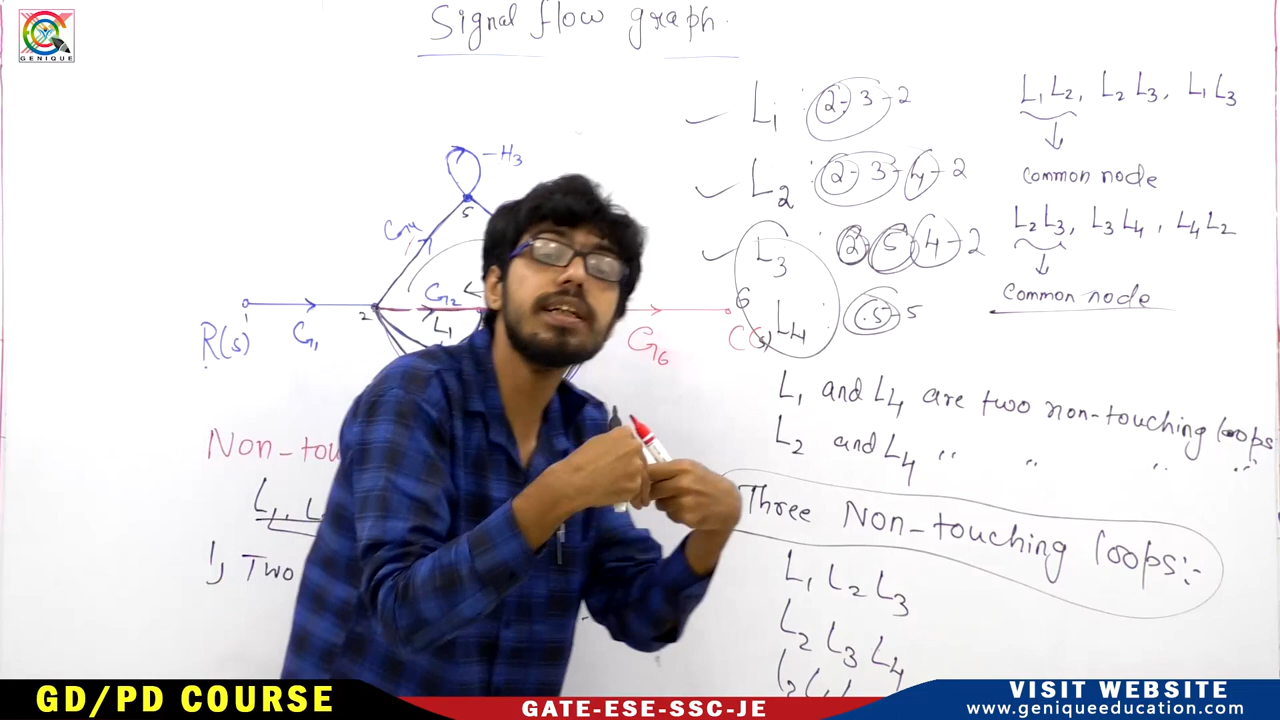 Signal flow graph.
GENIQUE
L1 : 2-3-2
L1L2, L2L3, L1L3
-H3
common node
L2 : 2-3-4-2
5
G4
L2L3, L3L4, L4L2
L3 : 2-5-4-2
G2
common node
1
2
L1
6
L4 : 5-5
R(s)
G1
G6
C(s)
L1 and L4 are two non-touching loops
L2 and L4 " " " "
Three Non-touching loops:-
L1 L2 L3
1) Two
L2 L3 L4
GD/PD COURSE
GATE-ESE-SSC-JE
VISIT WEBSITE
www.geniqueeducation.com